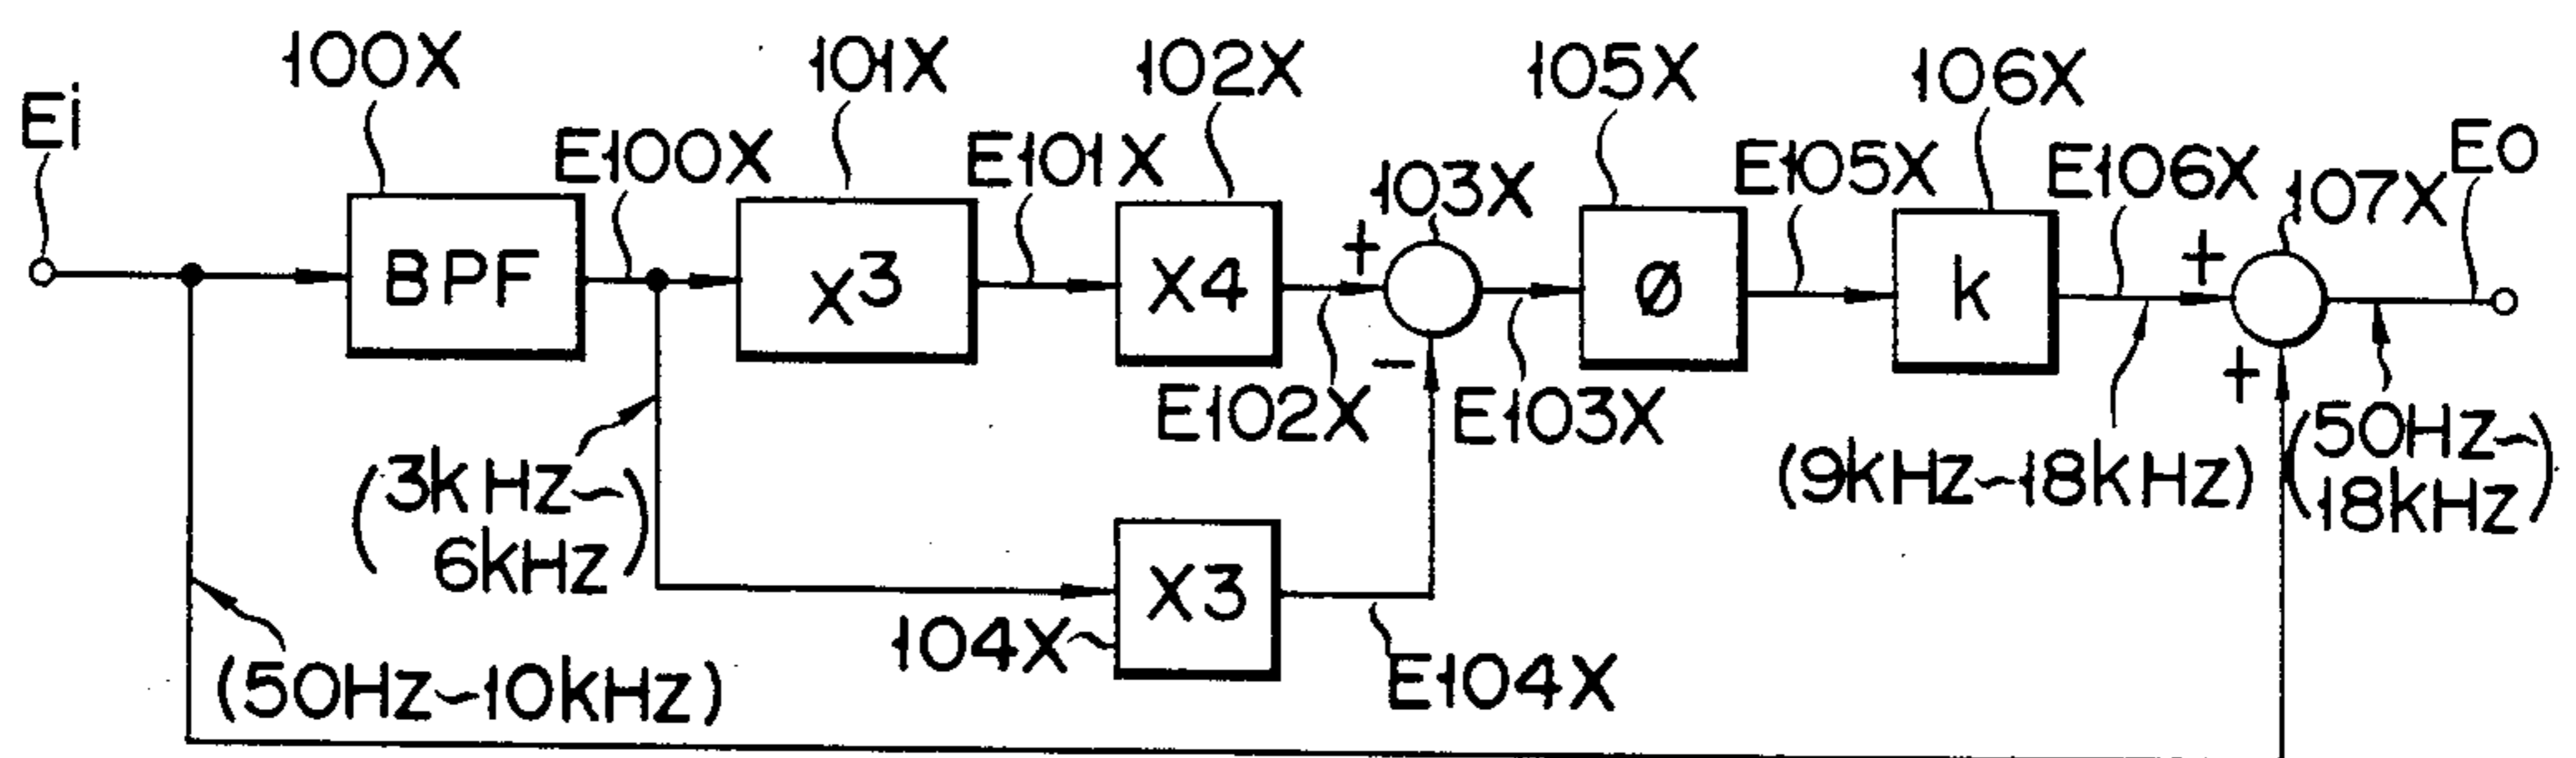 Ei
100X
101X
102X
105X
106X
E100X
E101X
103X
E105X
E106X
107X
EO
BPF
X³
X4
+
ø
k
+
−
E102X
E103X
+
(3kHz~
6kHz)
(9kHz~18kHz)
(50Hz~
18kHz)
X3
104X
E104X
(50Hz~10kHz)